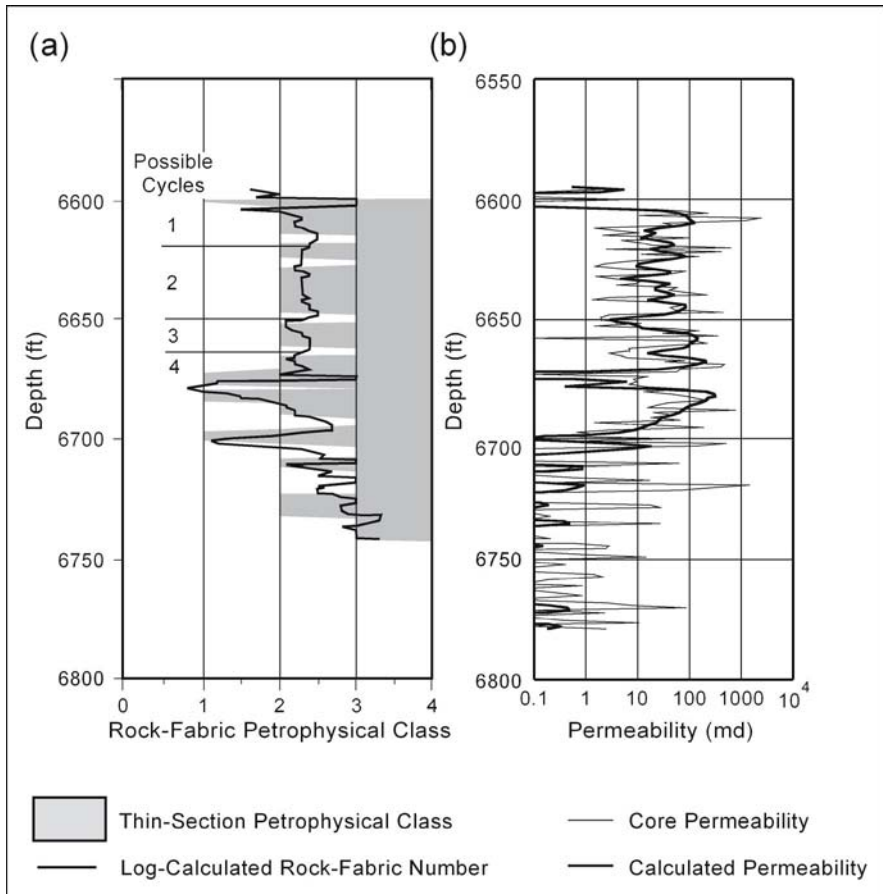 (a)
Possible
Cycles
1
2
3
4
6600
6650
6700
6750
6800
Depth (ft)
0 1 2 3 4
Rock-Fabric Petrophysical Class
(b)
6550
6600
6650
6700
6750
6800
Depth (ft)
0.1 1 10 100 1000 10^4
Permeability (md)
Thin-Section Petrophysical Class
Log-Calculated Rock-Fabric Number
Core Permeability
Calculated Permeability